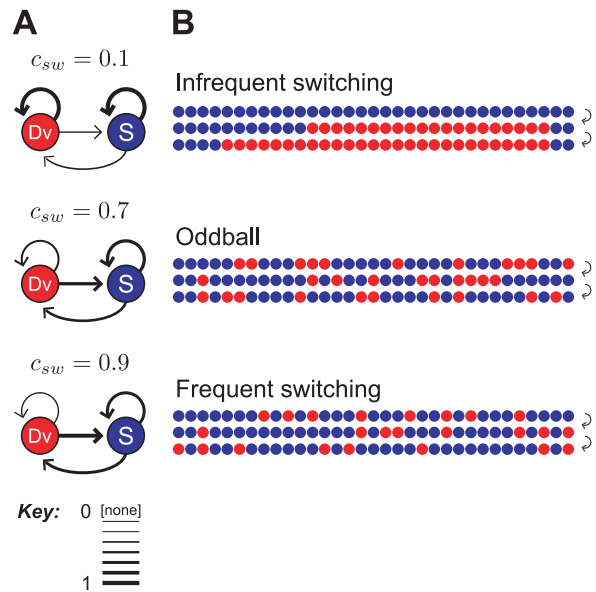 A
B
c_sw = 0.1
Infrequent switching
Dv
S
c_sw = 0.7
Oddball
Dv
S
c_sw = 0.9
Frequent switching
Dv
S
Key: 0 [none]
1